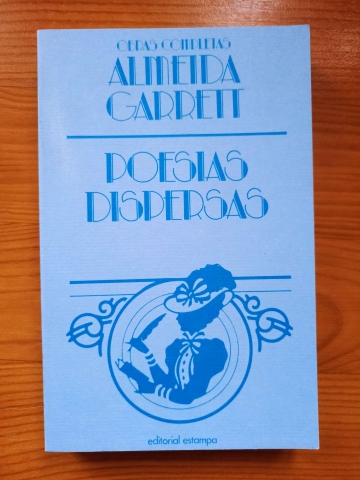 OBRAS COMPLETAS
ALMEIDA
GARRETT
POESIAS
DISPERSAS
editorial estampa